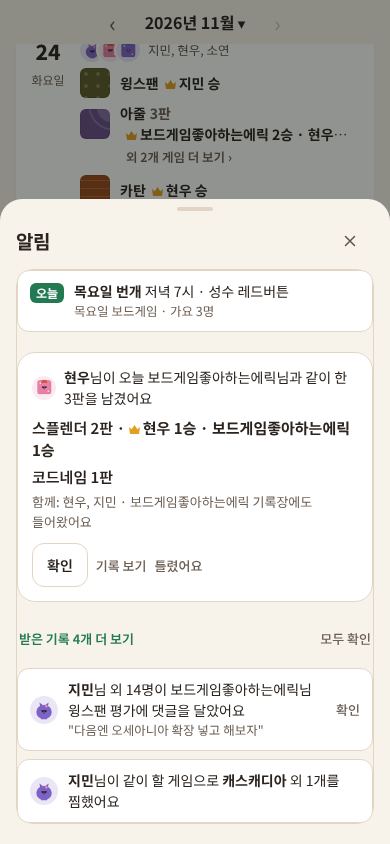 ‹ 2026년 11월 ▾ ›
24
지민, 현우, 소연
화요일
윙스팬 지민 승
아줄 3판
보드게임좋아하는에릭 2승 · 현우…
외 2개 게임 더 보기 ›
카탄 현우 승
알림
오늘 목요일 번개 저녁 7시 · 성수 레드버튼
목요일 보드게임 · 가요 3명
현우님이 오늘 보드게임좋아하는에릭님과 같이 한
3판을 남겼어요
스플렌더 2판 · 현우 1승 · 보드게임좋아하는에릭
1승
코드네임 1판
함께: 현우, 지민 · 보드게임좋아하는에릭 기록장에도
들어왔어요
확인 기록 보기 틀렸어요
받은 기록 4개 더 보기 모두 확인
지민님 외 14명이 보드게임좋아하는에릭님
윙스팬 평가에 댓글을 달았어요
확인
"다음엔 오세아니아 확장 넣고 해보자"
지민님이 같이 할 게임으로 캐스캐디아 외 1개를
찜했어요